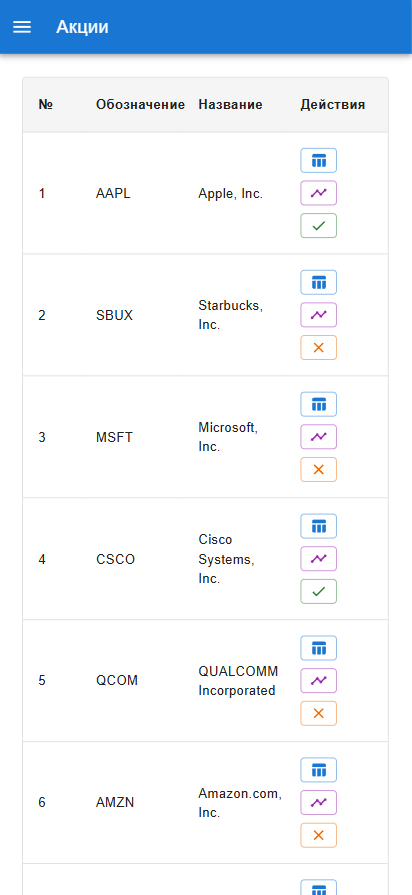 Акции
№ Обозначение Название Действия
1 AAPL Apple, Inc.
2 SBUX Starbucks,
Inc.
3 MSFT Microsoft,
Inc.
4 CSCO Cisco
Systems,
Inc.
5 QCOM QUALCOMM
Incorporated
6 AMZN Amazon.com,
Inc.